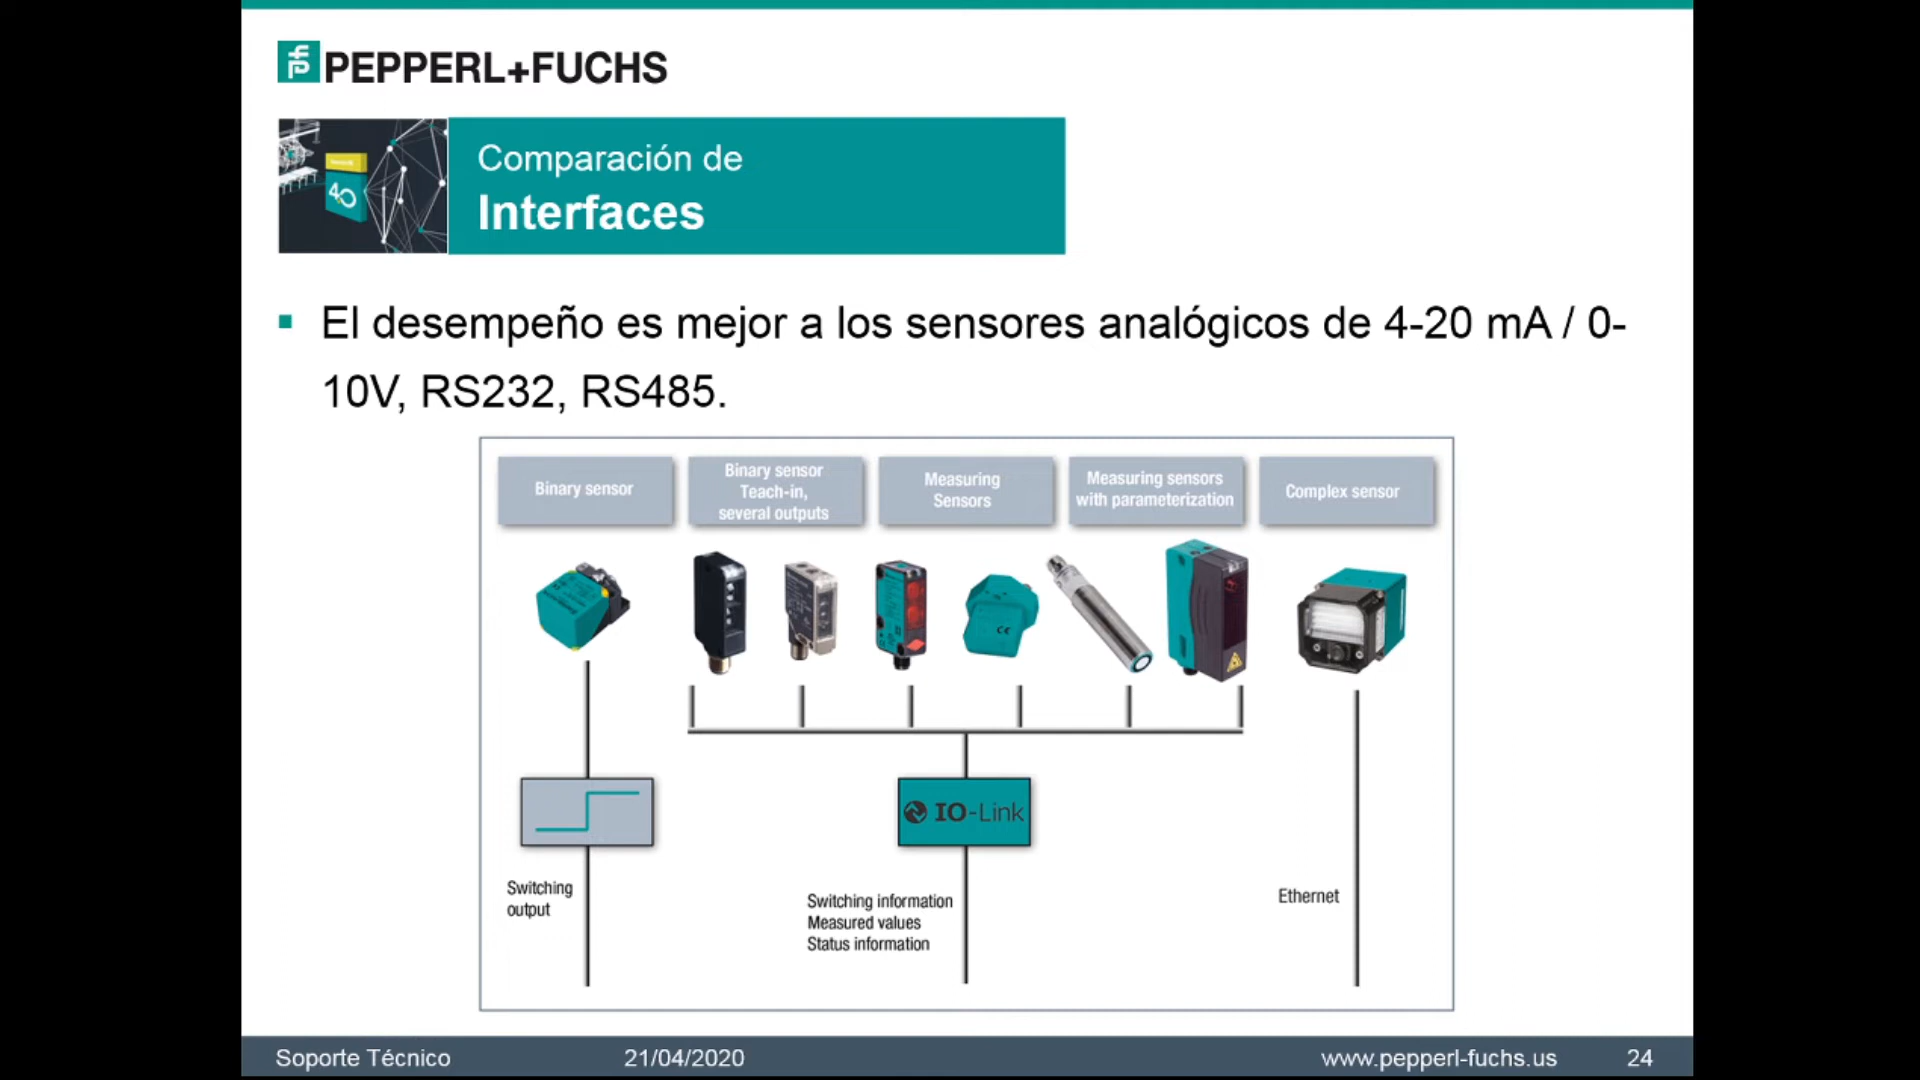 PEPPERL+FUCHS
Comparación de
Interfaces
El desempeño es mejor a los sensores analógicos de 4-20 mA / 0-
10V, RS232, RS485.
Binary sensor
Binary sensor
Teach-in,
several outputs
Measuring
Sensors
Measuring sensors
with parameterization
Complex sensor
IO-Link
Switching
output
Switching information
Measured values
Status information
Ethernet
Soporte Técnico
21/04/2020
www.pepperl-fuchs.us
24